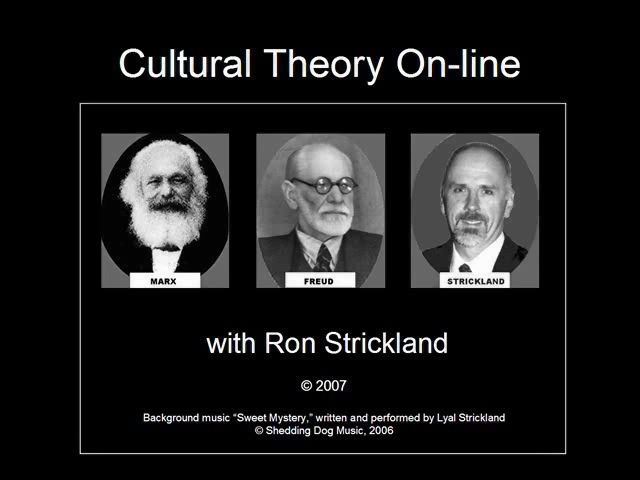 Cultural Theory On-line
MARX
FREUD
STRICKLAND
with Ron Strickland
© 2007
Background music “Sweet Mystery,” written and performed by Lyal Strickland
© Shedding Dog Music, 2006